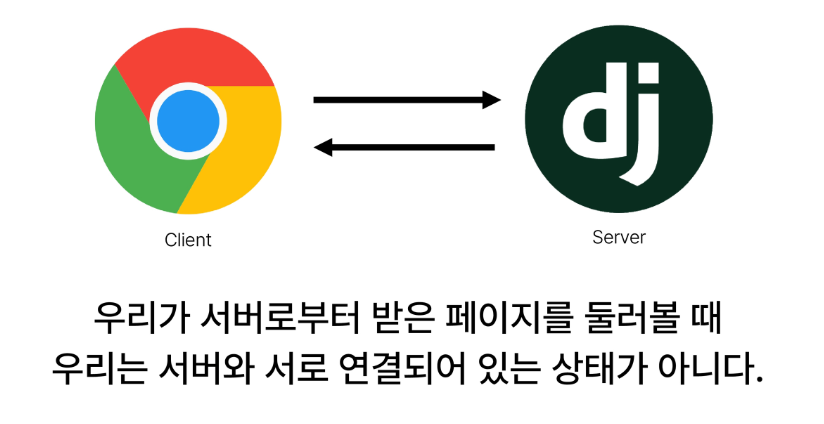 dj
Client
Server
우리가 서버로부터 받은 페이지를 둘러볼 때
우리는 서버와 서로 연결되어 있는 상태가 아니다.